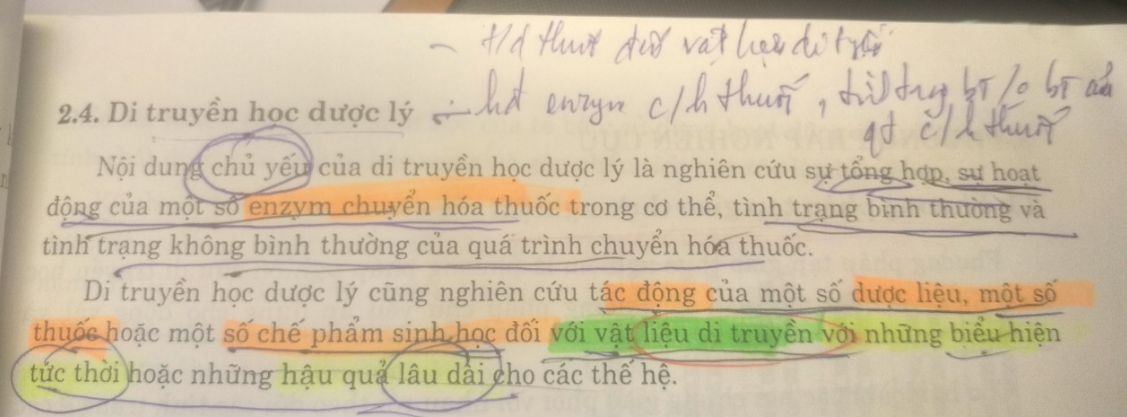 – t/d thuốc đối vật liệu di truyền
2.4. Di truyền học dược lý
– hđ enzym c/h thuốc, bt / o bt
qt c/h thuốc
Nội dung chủ yếu của di truyền học dược lý là nghiên cứu sự tổng hợp, sự hoạt
động của một số enzym chuyển hóa thuốc trong cơ thể, tình trạng bình thường và
tình trạng không bình thường của quá trình chuyển hóa thuốc.
Di truyền học dược lý cũng nghiên cứu tác động của một số dược liệu, một số
thuốc hoặc một số chế phẩm sinh học đối với vật liệu di truyền với những biểu hiện
tức thời hoặc những hậu quả lâu dài cho các thế hệ.